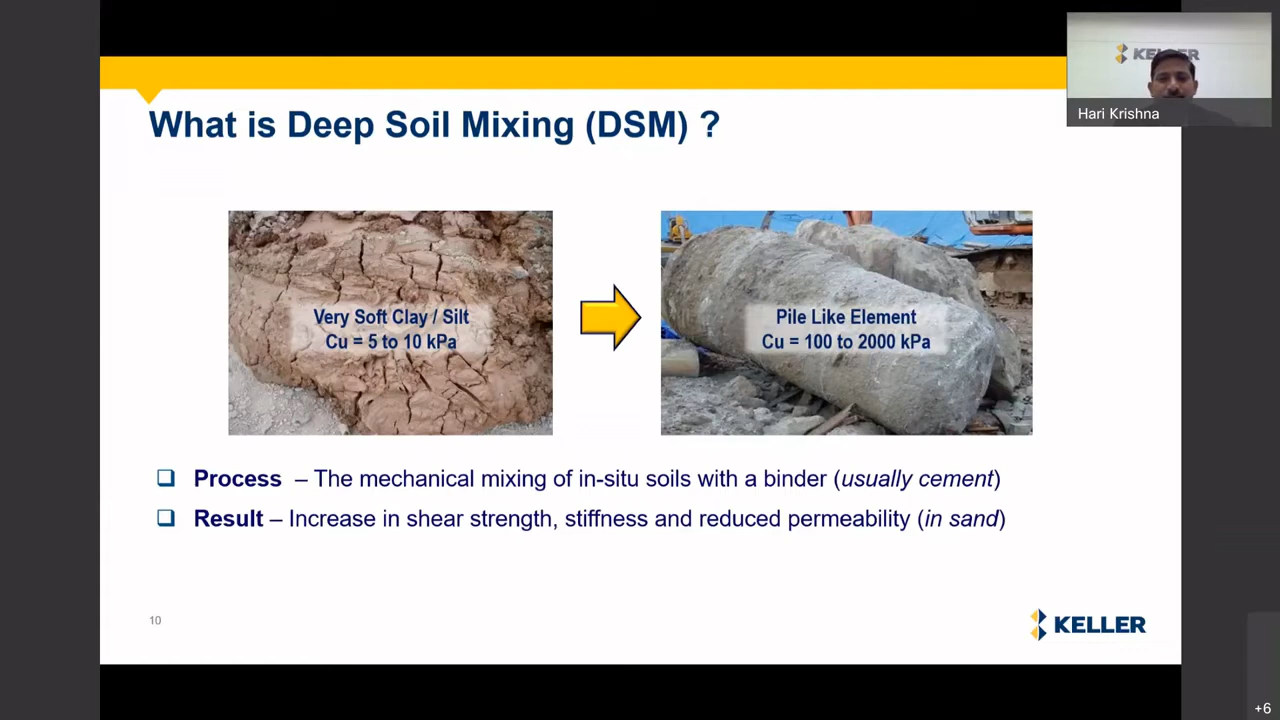 KELLER
Hari Krishna
What is Deep Soil Mixing (DSM) ?
Very Soft Clay / Silt
Cu = 5 to 10 kPa
Pile Like Element
Cu = 100 to 2000 kPa
Process – The mechanical mixing of in-situ soils with a binder (usually cement)
Result – Increase in shear strength, stiffness and reduced permeability (in sand)
10
KELLER
+6